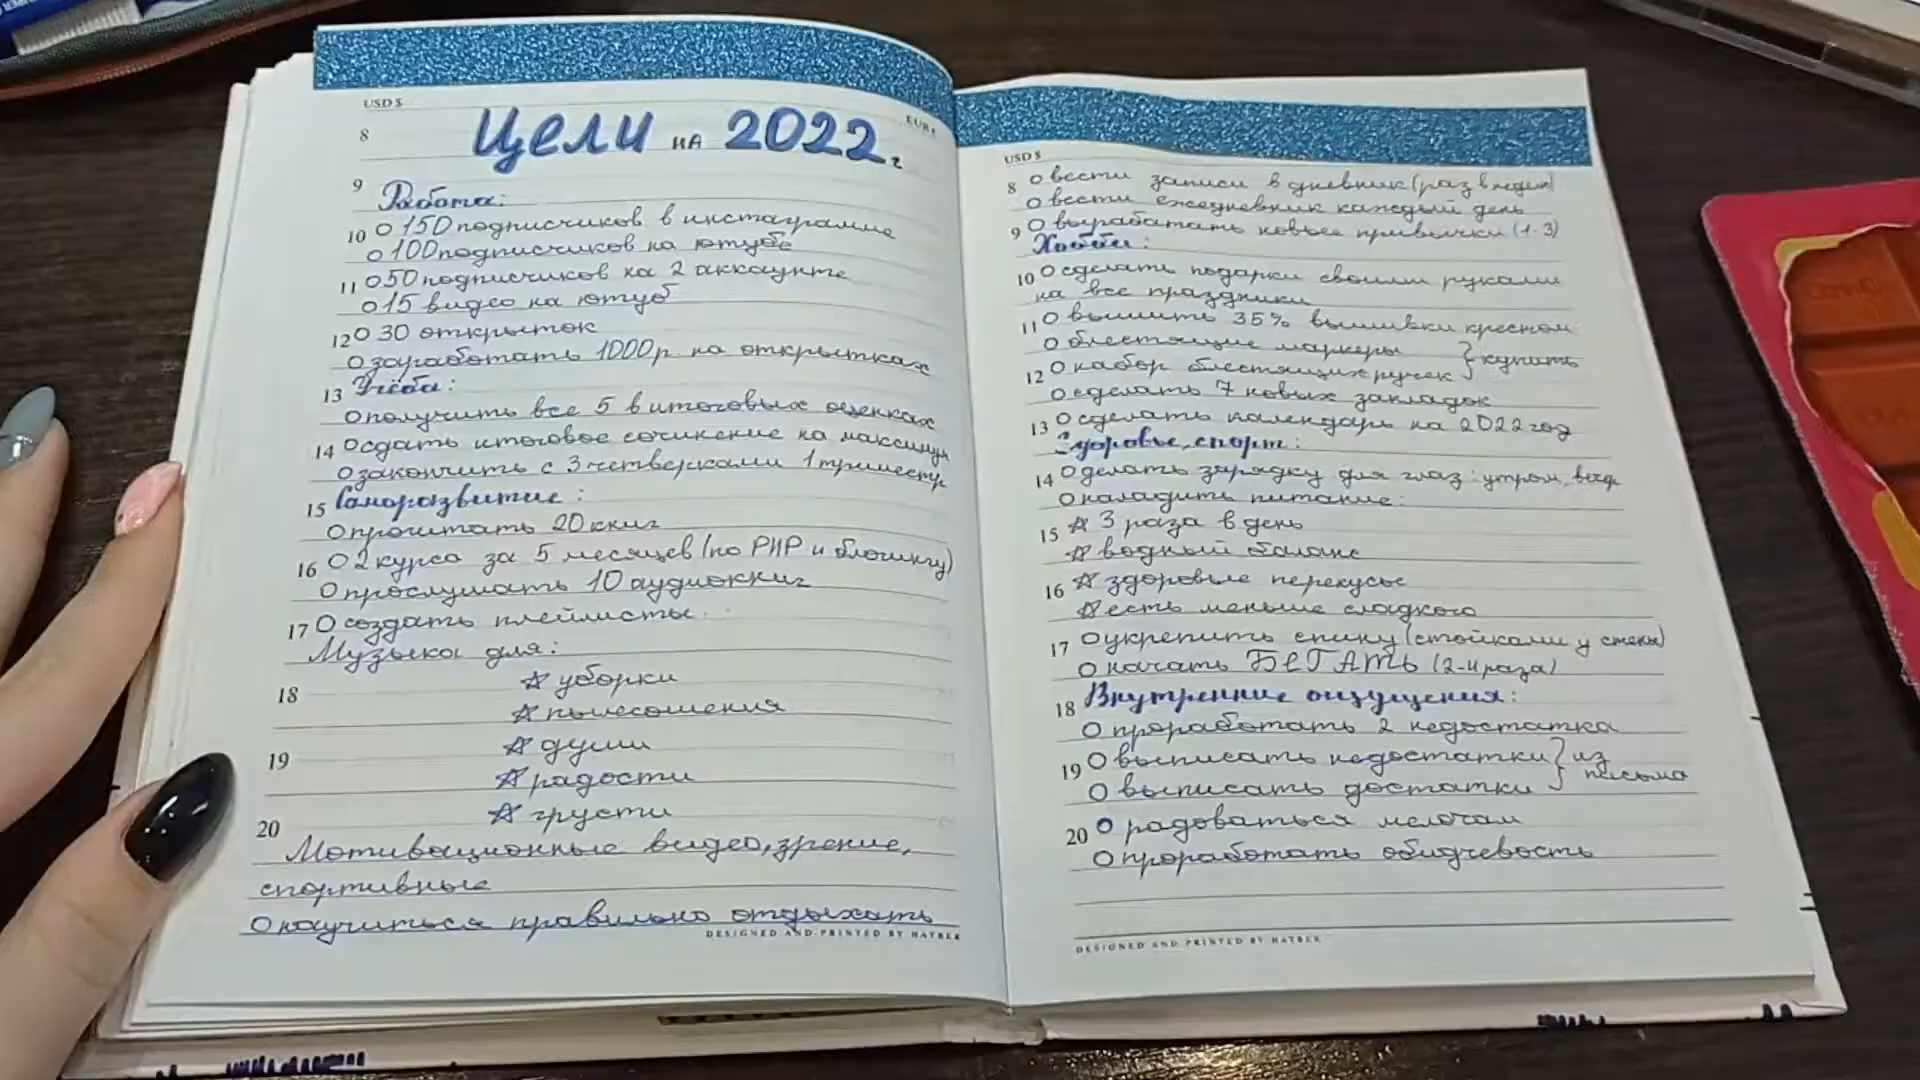 USD $
EUR €
8
Цели на 2022г
9
Работа:
10 О 150 подписчиков в инстаграмме
О 100 подписчиков на ютубе
11 О 50 подписчиков на 2 аккаунте
О 15 видео на ютуб
12 О 30 открыток
О заработать 1000р. на открытках
13 Учёба:
О получить все 5 в итоговых оценках
14 О сдать итоговое сочинение на максимум
О закончить с 3 четверками 1 триместр
15 Саморазвитие:
О прочитать 20 книг
16 О 2 курса за 5 месяцев (по РИР и блогингу)
О прослушать 10 аудиокниг
17 О создать плейлисты:
Музыка для:
18 ☆ уборки
☆ пылесошения
19 ☆ души
☆ радости
☆ грусти
20
Мотивационные видео, зрение,
спортивные
О научиться правильно отдыхать
DESIGNED AND PRINTED BY HATBER
USD $
8 О вести записи в дневник (раз в недел)
О вести ежедневник каждый день
9 О выработать новые привычки (1-3)
Хобби:
10 О сделать подарки своими руками
на все праздники
11 О вышить 35% вышивки крестом
О блестящие маркеры } купить
12 О набор блестящих ручек
О сделать 7 новых закладок
13 О сделать календарь на 2022 год
Здоровье, спорт:
14 О делать зарядку для глаз: утром, вечер
О наладить питание:
15 ☆ 3 раза в день
☆ водный баланс
16 ☆ здоровые перекусы
☆ есть меньше сладкого
17 О укрепить спину (стойками у стены)
О начать БЕГАТЬ (2-4 раза)
18 Внутренние ощущения:
О проработать 2 недостатка
19 О выписать недостатки } из
О выписать достатки } письма
20 О радоваться мелочам
О проработать обидчевость
DESIGNED AND PRINTED BY HATBER